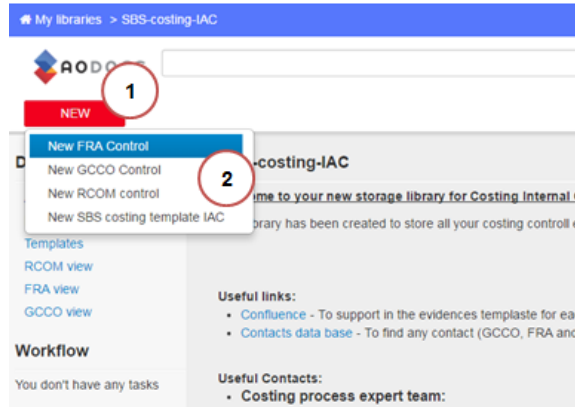 My libraries > SBS-costing-IAC
AODOCS
1
NEW
New FRA Control
New GCCO Control
New RCOM control
New SBS costing template IAC
2
-costing-IAC
me to your new storage library for Costing Internal
brary has been created to store all your costing controll
Templates
RCOM view
FRA view
GCCO view
Useful links:
Confluence - To support in the evidences templaste for ea
Contacts data base - To find any contact (GCCO, FRA and
Workflow
You don't have any tasks
Useful Contacts:
Costing process expert team: